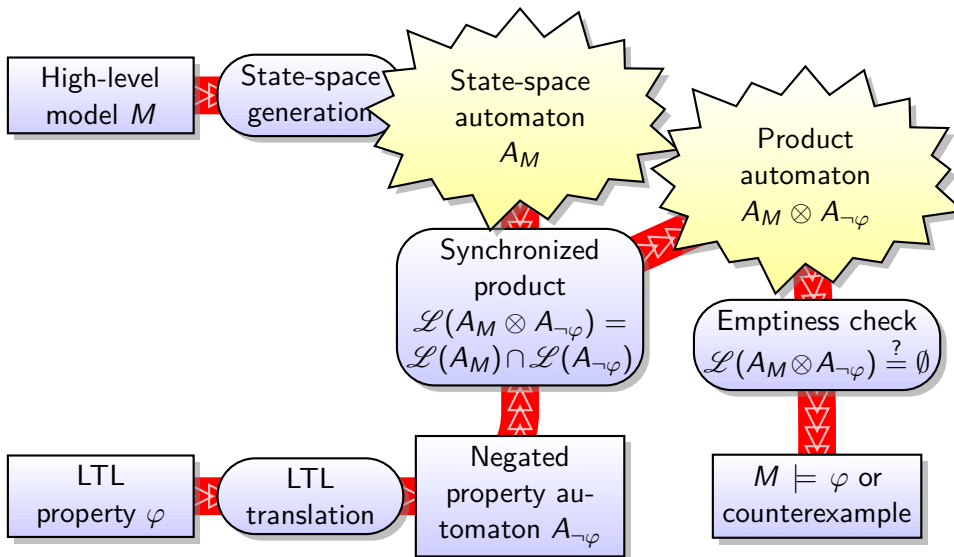 High-level
model M
State-space
generation
State-space
automaton
A_M
Product
automaton
A_M ⊗ A_¬φ
Synchronized
product
ℒ(A_M ⊗ A_¬φ) =
ℒ(A_M) ∩ ℒ(A_¬φ)
Emptiness check
ℒ(A_M ⊗ A_¬φ) ≟ ∅
LTL
property φ
LTL
translation
Negated
property au-
tomaton A_¬φ
M ⊨ φ or
counterexample